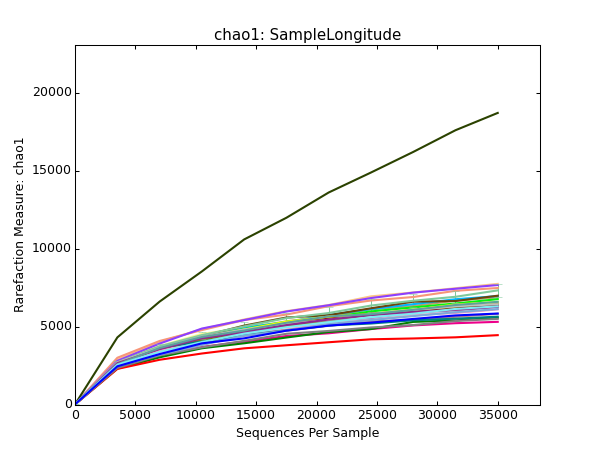 chao1: SampleLongitude
Rarefaction Measure: chao1
20000
15000
10000
5000
0
0 5000 10000 15000 20000 25000 30000 35000
Sequences Per Sample